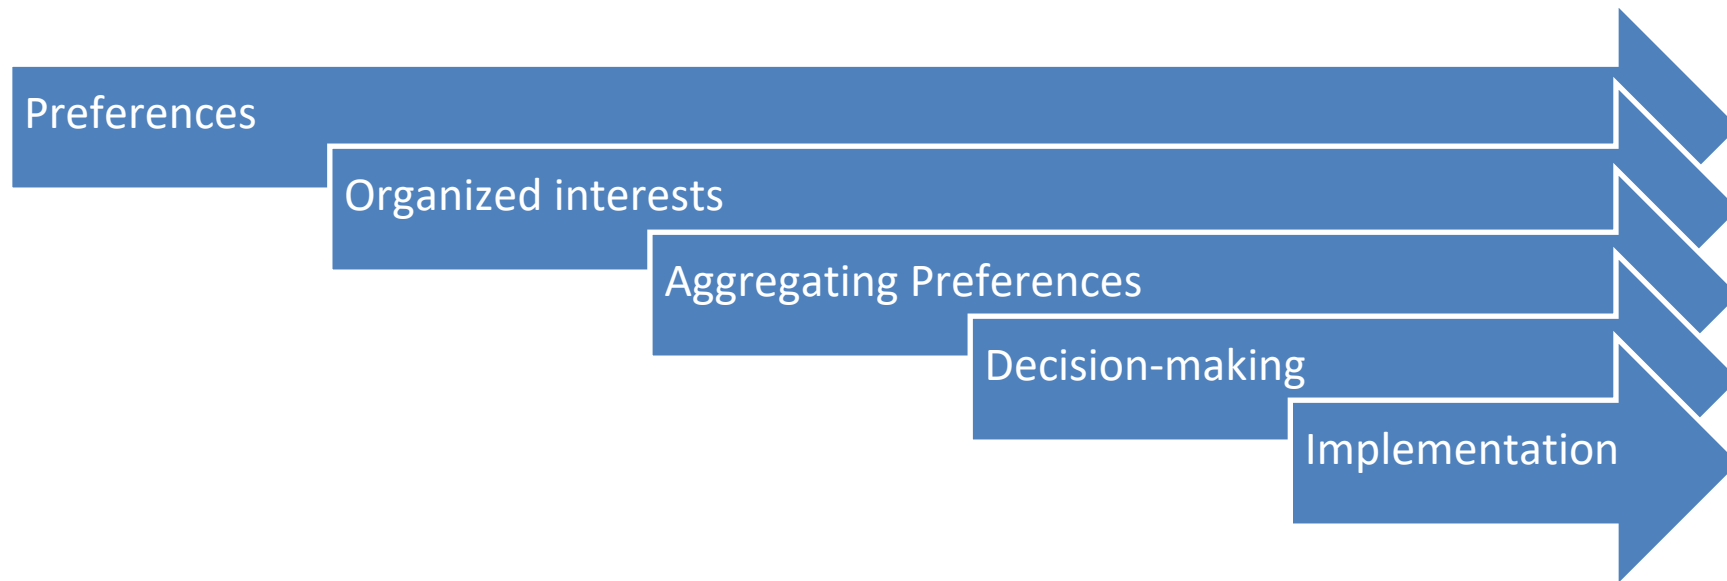 Preferences
Organized interests
Aggregating Preferences
Decision-making
Implementation